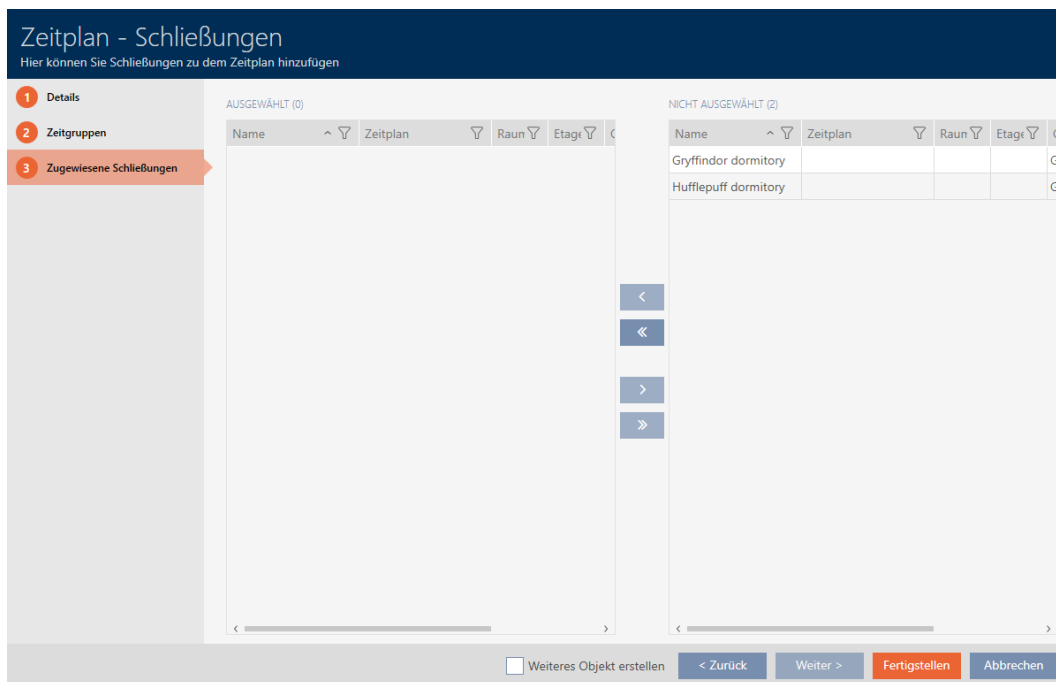 Zeitplan - Schließungen
Hier können Sie Schließungen zu dem Zeitplan hinzufügen
1 Details
2 Zeitgruppen
3 Zugewiesene Schließungen
AUSGEWÄHLT (0)
Name Zeitplan Raun Etage
NICHT AUSGEWÄHLT (2)
Name Zeitplan Raun Etage
Gryffindor dormitory G
Hufflepuff dormitory G
Weiteres Objekt erstellen < Zurück Weiter > Fertigstellen Abbrechen